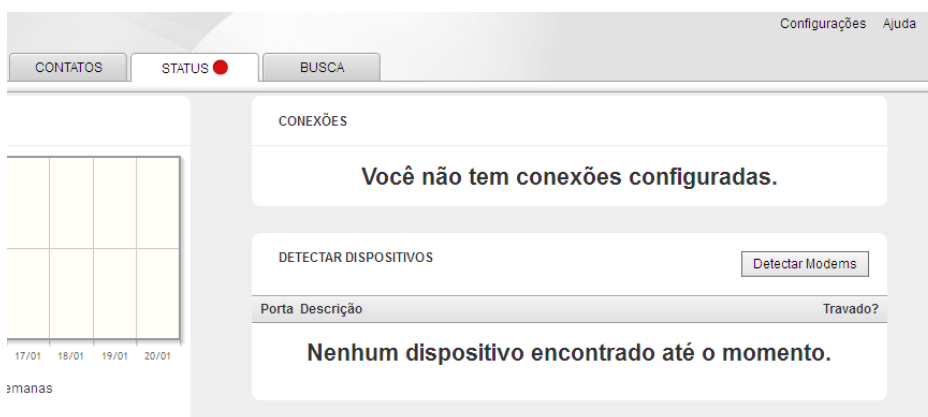 Configurações Ajuda
CONTATOS STATUS BUSCA
CONEXÕES
Você não tem conexões configuradas.
DETECTAR DISPOSITIVOS
Detectar Modems
Porta Descrição Travado?
Nenhum dispositivo encontrado até o momento.
17/01 18/01 19/01 20/01
emanas